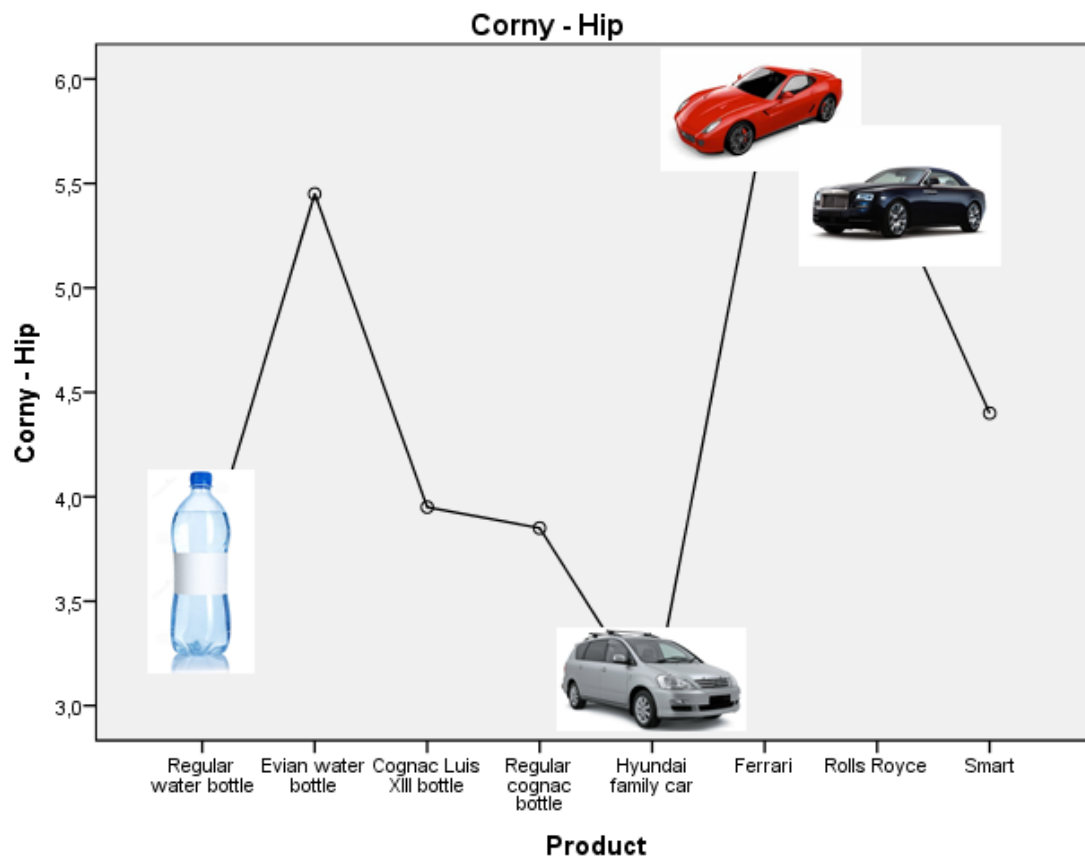 Corny - Hip
Corny - Hip
6,0
5,5
5,0
4,5
4,0
3,5
3,0
Regular
water bottle
Evian water
bottle
Cognac Luis
XIII bottle
Regular
cognac
bottle
Hyundai
family car
Ferrari
Rolls Royce
Smart
Product